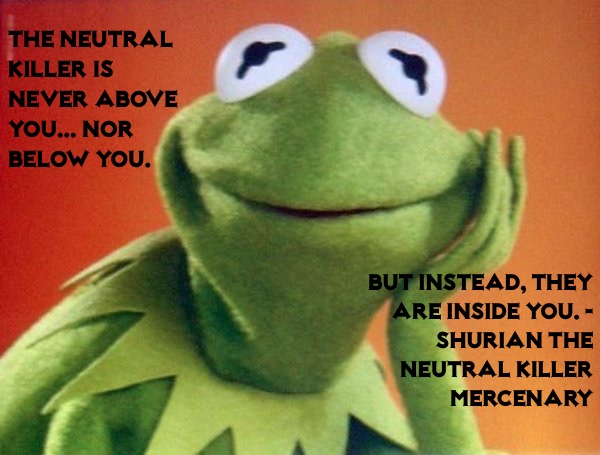 THE NEUTRAL
KILLER IS
NEVER ABOVE
YOU... NOR
BELOW YOU.
BUT INSTEAD, THEY
ARE INSIDE YOU. -
SHURIAN THE
NEUTRAL KILLER
MERCENARY